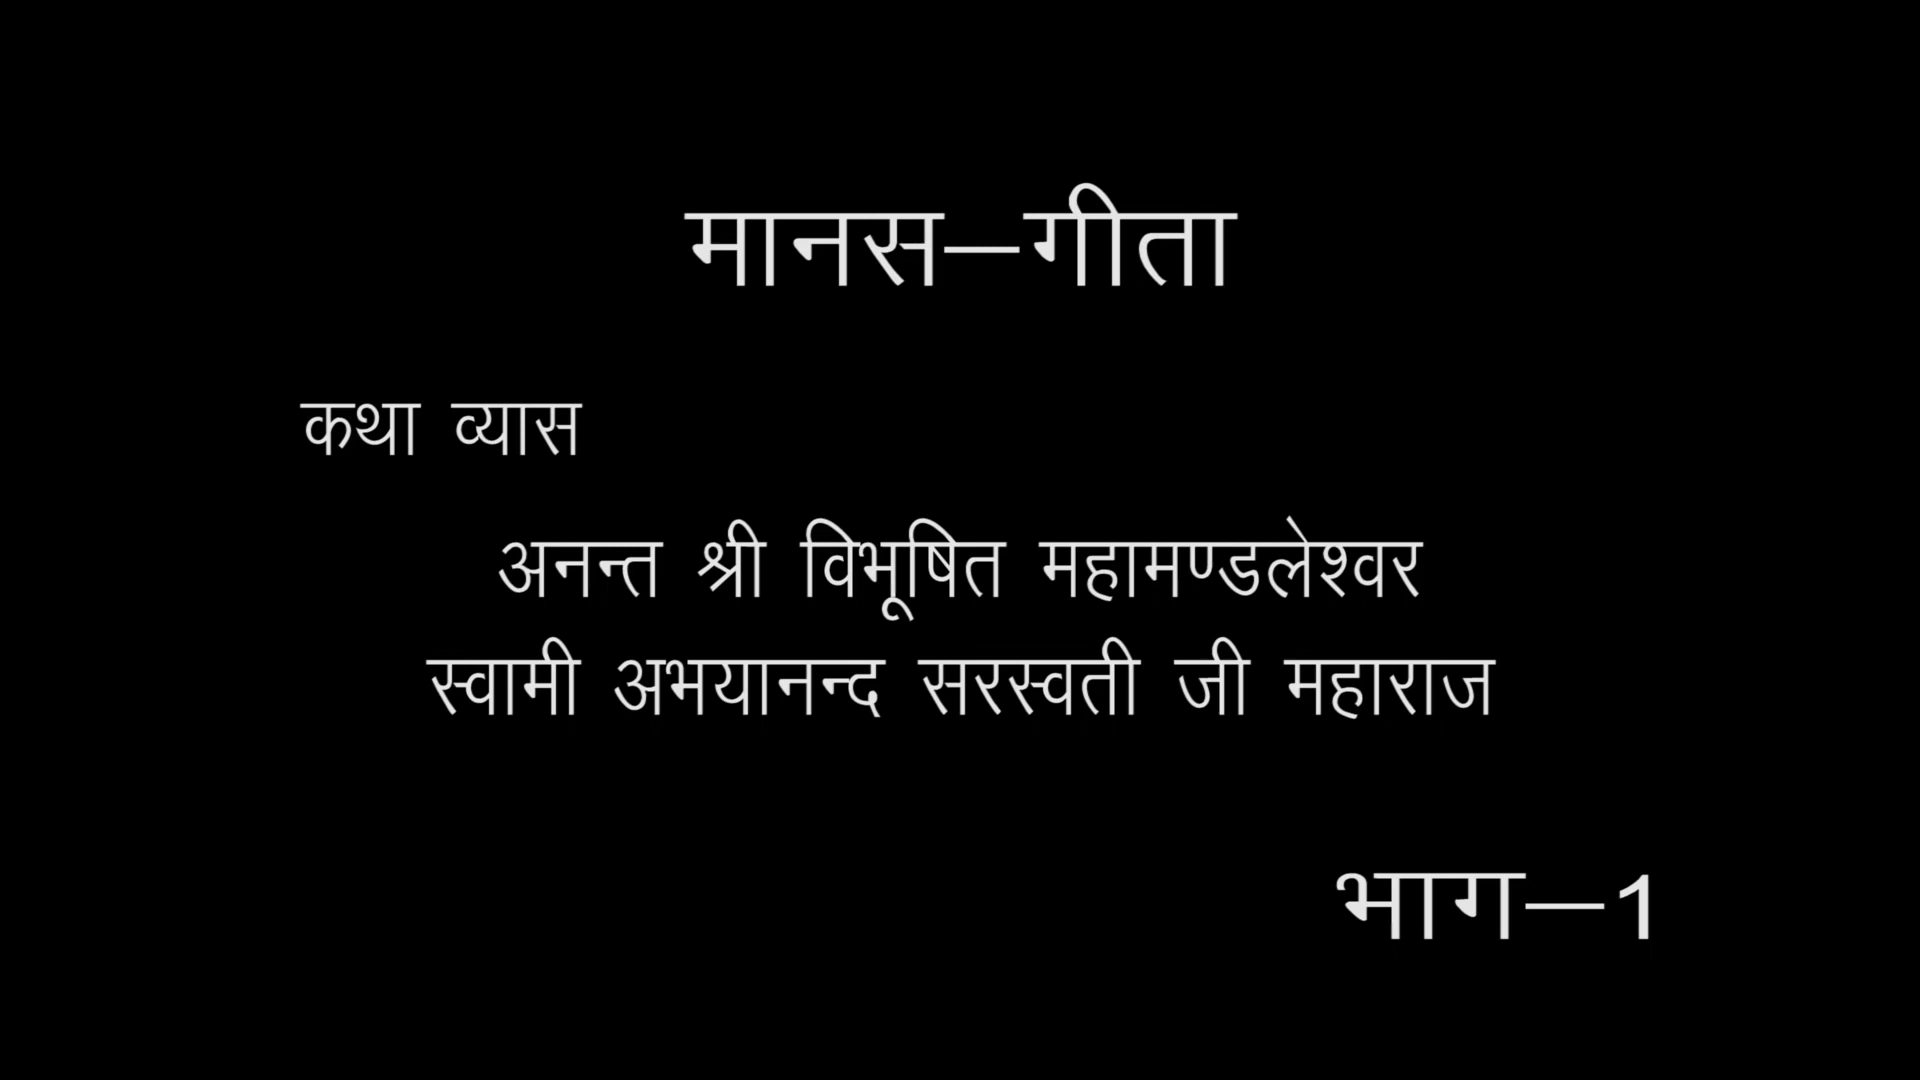 मानस–गीता
कथा व्यास
अनन्त श्री विभूषित महामण्डलेश्वर
स्वामी अभयानन्द सरस्वती जी महाराज
भाग–1